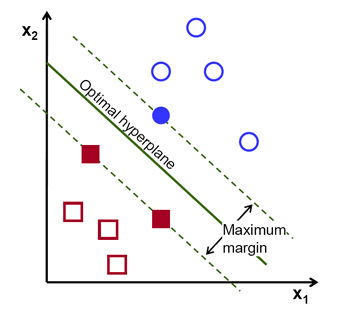 x2
Optimal hyperplane
Maximum
margin
x1